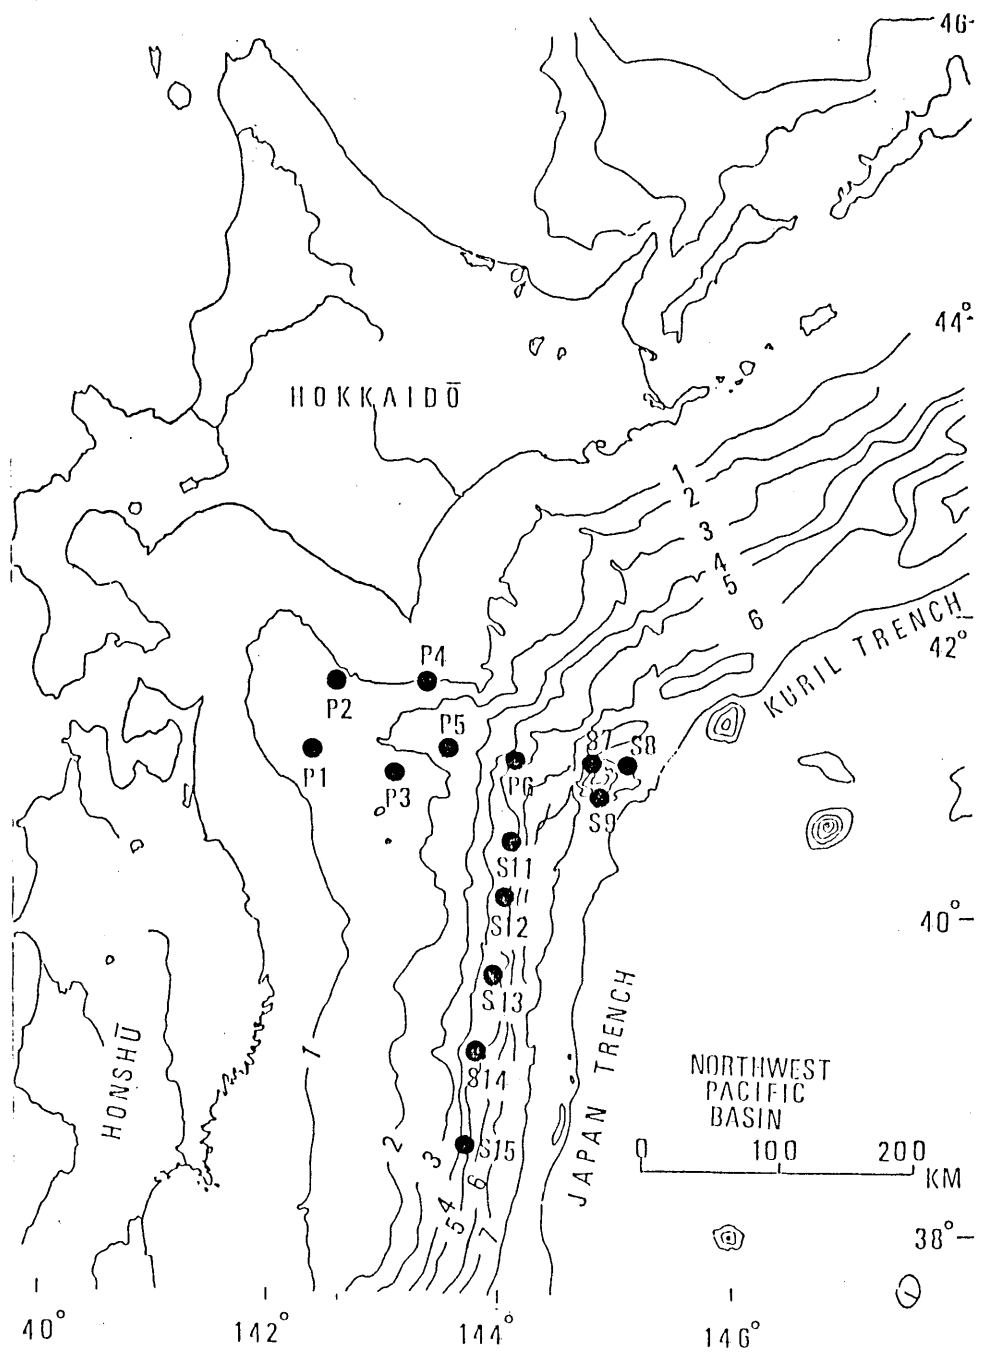 46
44°
HOKKAIDŌ
1
2
3
4
5
6
42°
KURIL TRENCH
P4
P2
P5
P1
P3
P6
S7
S8
S9
S11
S12
40°
S13
JAPAN TRENCH
HONSHŪ
1
S14
NORTHWEST
PACIFIC
BASIN
2
3
S15
0 100 200
KM
4
5
6
7
38°
40° 142° 144° 146°